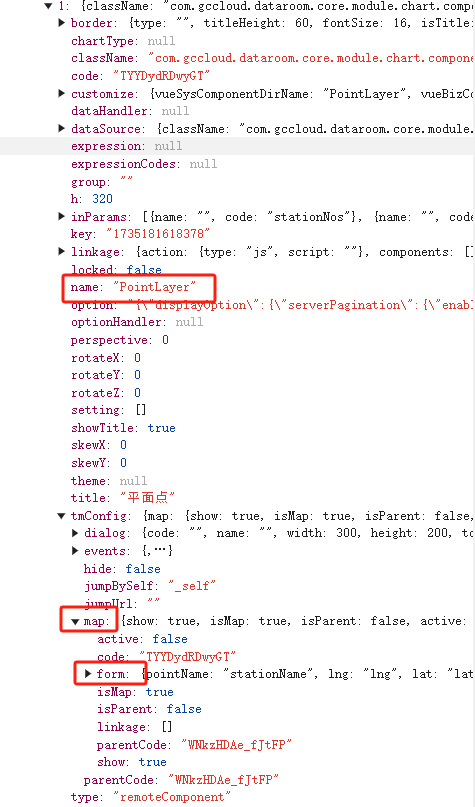 1: {className: "com.gccloud.dataroom.core.module.chart.compo
border: {type: "", titleHeight: 60, fontSize: 16, isTitle
chartType: null
className: "com.gccloud.dataroom.core.module.chart.compone
code: "TYYDydRDwyGT"
customize: {vueSysComponentDirName: "PointLayer", vueBizCo
dataHandler: null
dataSource: {className: "com.gccloud.dataroom.core.module.
expression: null
expressionCodes: null
group: ""
h: 320
inParams: [{name: "", code: "stationNos"}, {name: "", code
key: "1735181618378"
linkage: {action: {type: "js", script: ""}, components: []
locked: false
name: "PointLayer"
option: "{\"displayOption\":{\"serverPagination\":{\"enabl
optionHandler: null
perspective: 0
rotateX: 0
rotateY: 0
rotateZ: 0
setting: []
showTitle: true
skewX: 0
skewY: 0
theme: null
title: "平面点"
tmConfig: {map: {show: true, isMap: true, isParent: false,
dialog: {code: "", name: "", width: 300, height: 200, to
events: {,…}
hide: false
jumpBySelf: "_self"
jumpUrl: ""
map: {show: true, isMap: true, isParent: false, active:
active: false
code: "TYYDydRDwyGT"
form: {pointName: "stationName", lng: "lng", lat: "lat
isMap: true
isParent: false
linkage: []
parentCode: "WNkzHDAe_fJtFP"
show: true
parentCode: "WNkzHDAe_fJtFP"
type: "remoteComponent"